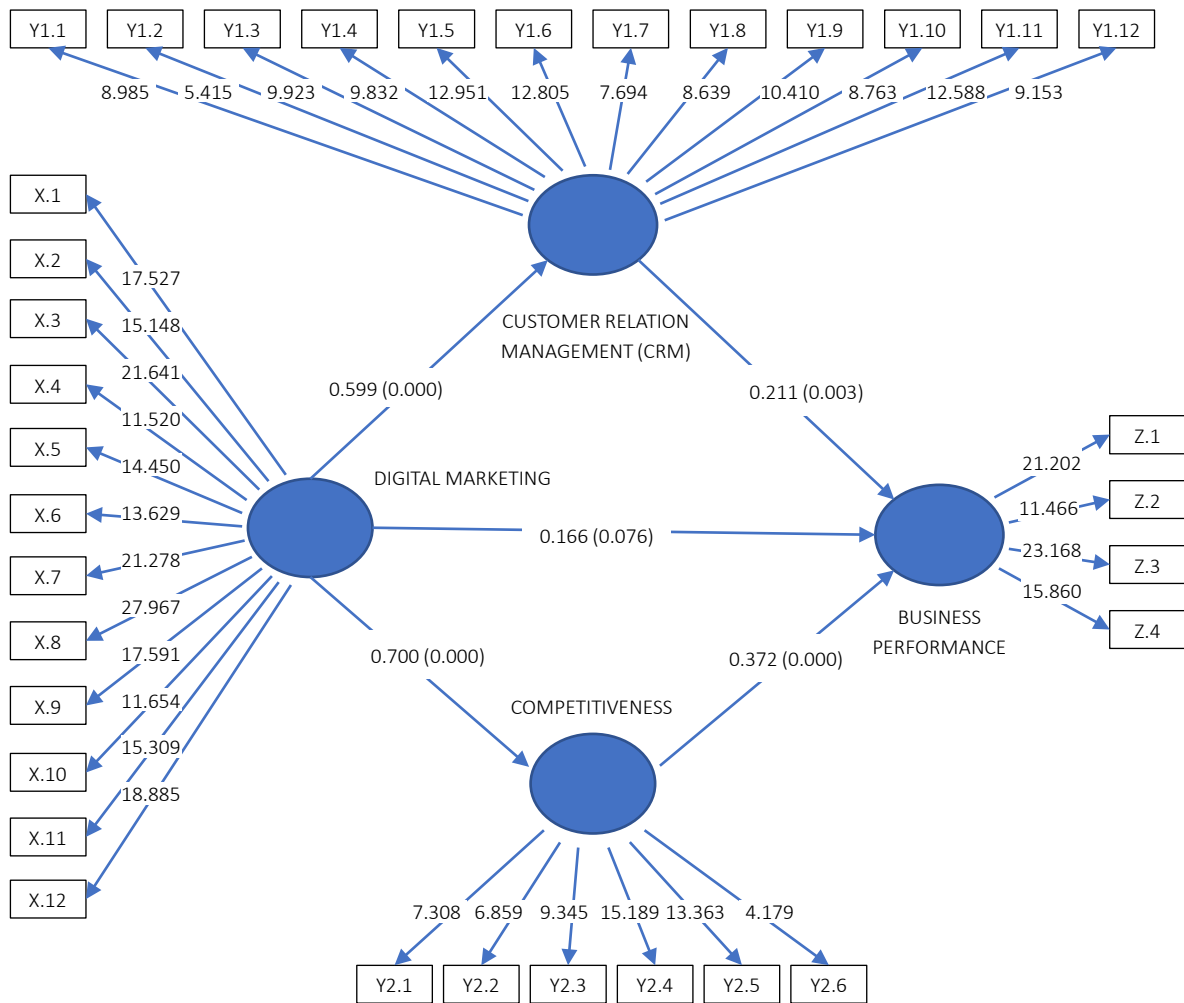 Y1.1 Y1.2 Y1.3 Y1.4 Y1.5 Y1.6 Y1.7 Y1.8 Y1.9 Y1.10 Y1.11 Y1.12
8.985 5.415 9.923 9.832 12.951 12.805 7.694 8.639 10.410 8.763 12.588 9.153
X.1
X.2
X.3
X.4
X.5
X.6
X.7
X.8
X.9
X.10
X.11
X.12
17.527
15.148
21.641
11.520
14.450
13.629
21.278
27.967
17.591
11.654
15.309
18.885
CUSTOMER RELATION
MANAGEMENT (CRM)
0.599 (0.000)
0.211 (0.003)
DIGITAL MARKETING
0.166 (0.076)
0.700 (0.000)
0.372 (0.000)
Z.1
Z.2
Z.3
Z.4
21.202
11.466
23.168
15.860
BUSINESS
PERFORMANCE
COMPETITIVENESS
7.308 6.859 9.345 15.189 13.363 4.179
Y2.1 Y2.2 Y2.3 Y2.4 Y2.5 Y2.6